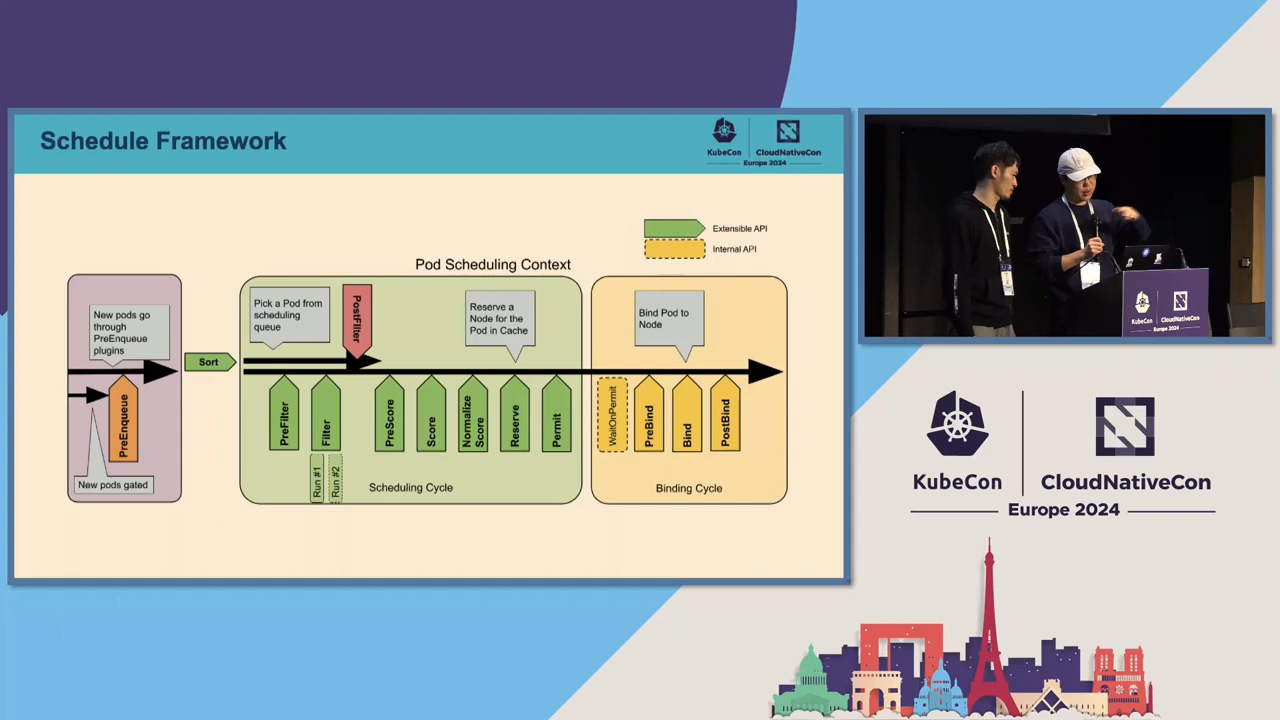 Schedule Framework
KubeCon
CloudNativeCon
Europe 2024
Extensible API
Internal API
Pod Scheduling Context
New pods go
through
PreEnqueue
plugins
PreEnqueue
New pods gated
Sort
Pick a Pod from
scheduling
queue
PostFilter
Reserve a
Node for the
Pod in Cache
PreFilter
Filter
Run #1
Run #2
PreScore
Score
Normalize
Score
Reserve
Permit
Scheduling Cycle
Bind Pod to
Node
WaitOnPermit
PreBind
Bind
PostBind
Binding Cycle
KubeCon
CloudNativeCon
Europe 2024
KubeCon
CloudNativeCon
Europe 2024